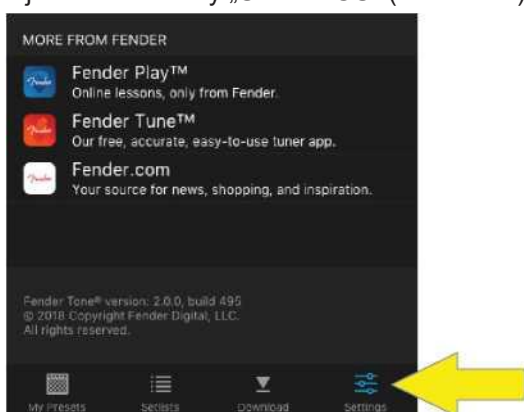 MORE FROM FENDER
Fender Play™
Online lessons, only from Fender.
Fender Tune™
Our free, accurate, easy-to-use tuner app.
Fender.com
Your source for news, shopping, and inspiration.
Fender Tone® version: 2.0.0, build 495
© 2018 Copyright Fender Digital, LLC.
All rights reserved.
My Presets
Setlists
Download
Settings